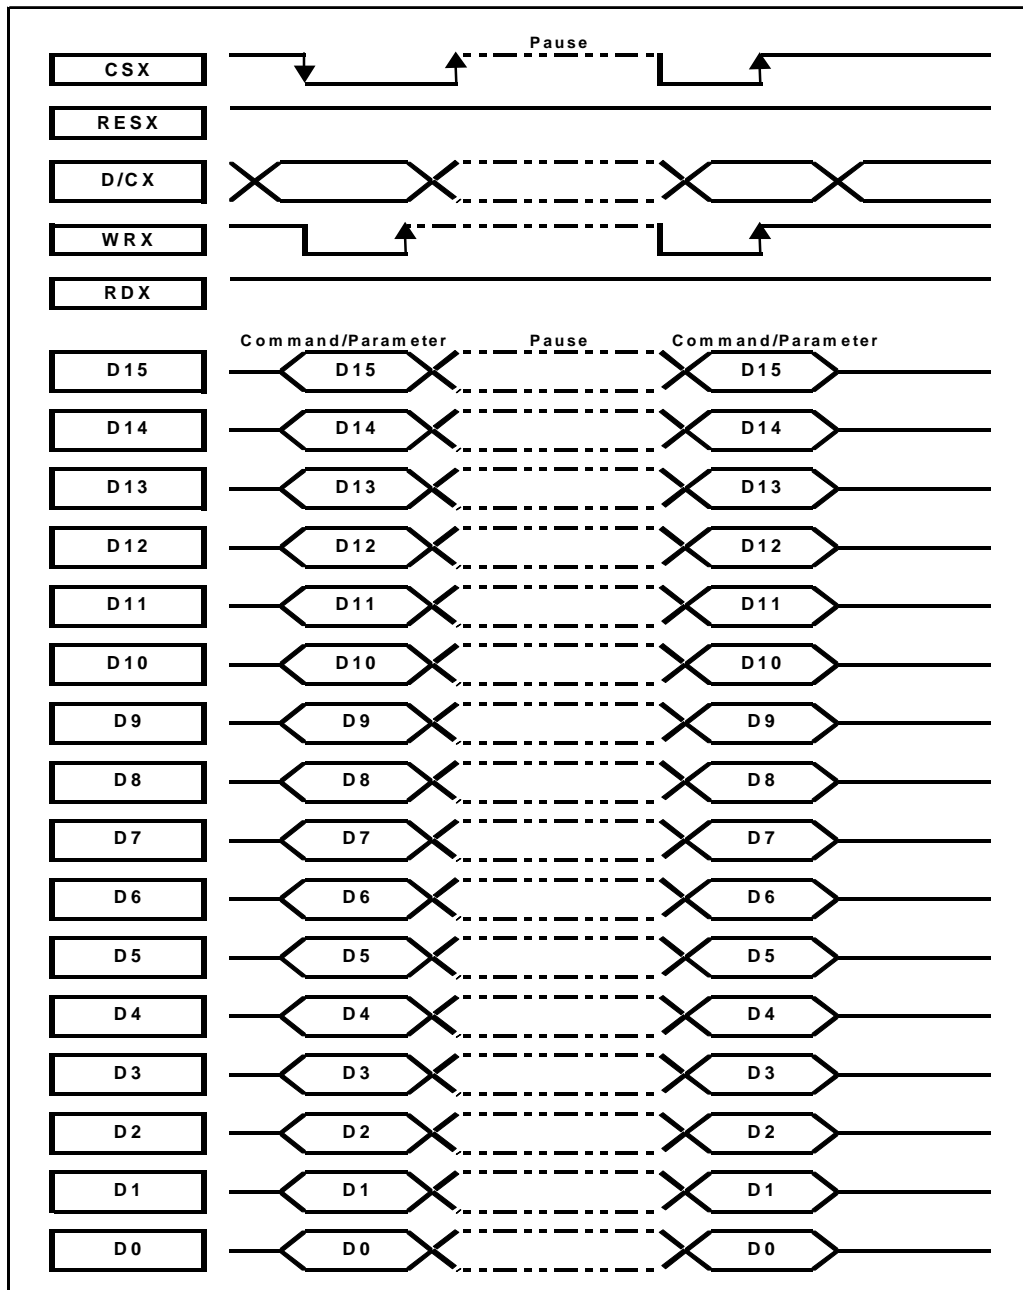 Pause
CSX
RESX
D/CX
WRX
RDX
Command/Parameter Pause Command/Parameter
D15 D15 D15
D14 D14 D14
D13 D13 D13
D12 D12 D12
D11 D11 D11
D10 D10 D10
D9 D9 D9
D8 D8 D8
D7 D7 D7
D6 D6 D6
D5 D5 D5
D4 D4 D4
D3 D3 D3
D2 D2 D2
D1 D1 D1
D0 D0 D0